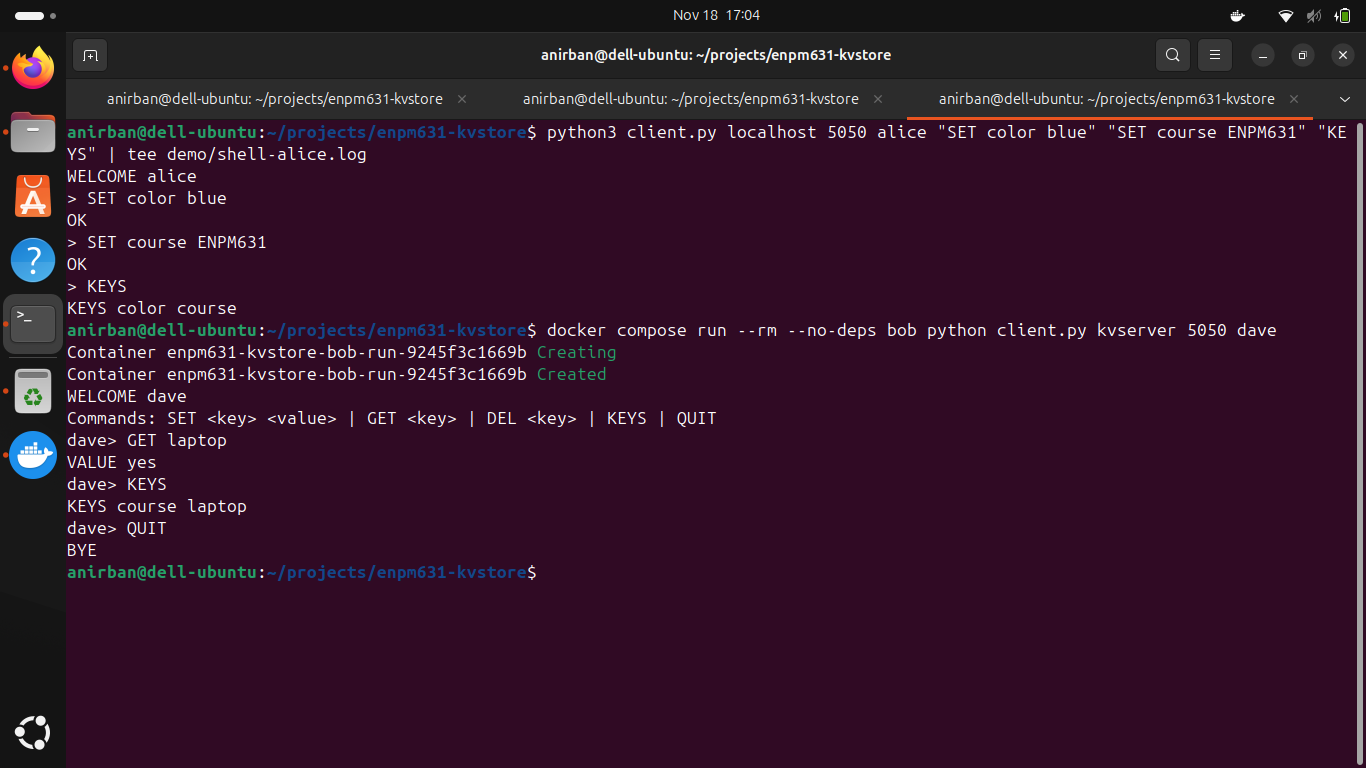 Nov 18 17:04
anirban@dell-ubuntu: ~/projects/enpm631-kvstore
anirban@dell-ubuntu: ~/projects/enpm631-kvstore
anirban@dell-ubuntu: ~/projects/enpm631-kvstore
anirban@dell-ubuntu: ~/projects/enpm631-kvstore
anirban@dell-ubuntu:~/projects/enpm631-kvstore$ python3 client.py localhost 5050 alice "SET color blue" "SET course ENPM631" "KE
YS" | tee demo/shell-alice.log
WELCOME alice
> SET color blue
OK
> SET course ENPM631
OK
> KEYS
KEYS color course
anirban@dell-ubuntu:~/projects/enpm631-kvstore$ docker compose run --rm --no-deps bob python client.py kvserver 5050 dave
Container enpm631-kvstore-bob-run-9245f3c1669b Creating
Container enpm631-kvstore-bob-run-9245f3c1669b Created
WELCOME dave
Commands: SET <key> <value> | GET <key> | DEL <key> | KEYS | QUIT
dave> GET laptop
VALUE yes
dave> KEYS
KEYS course laptop
dave> QUIT
BYE
anirban@dell-ubuntu:~/projects/enpm631-kvstore$